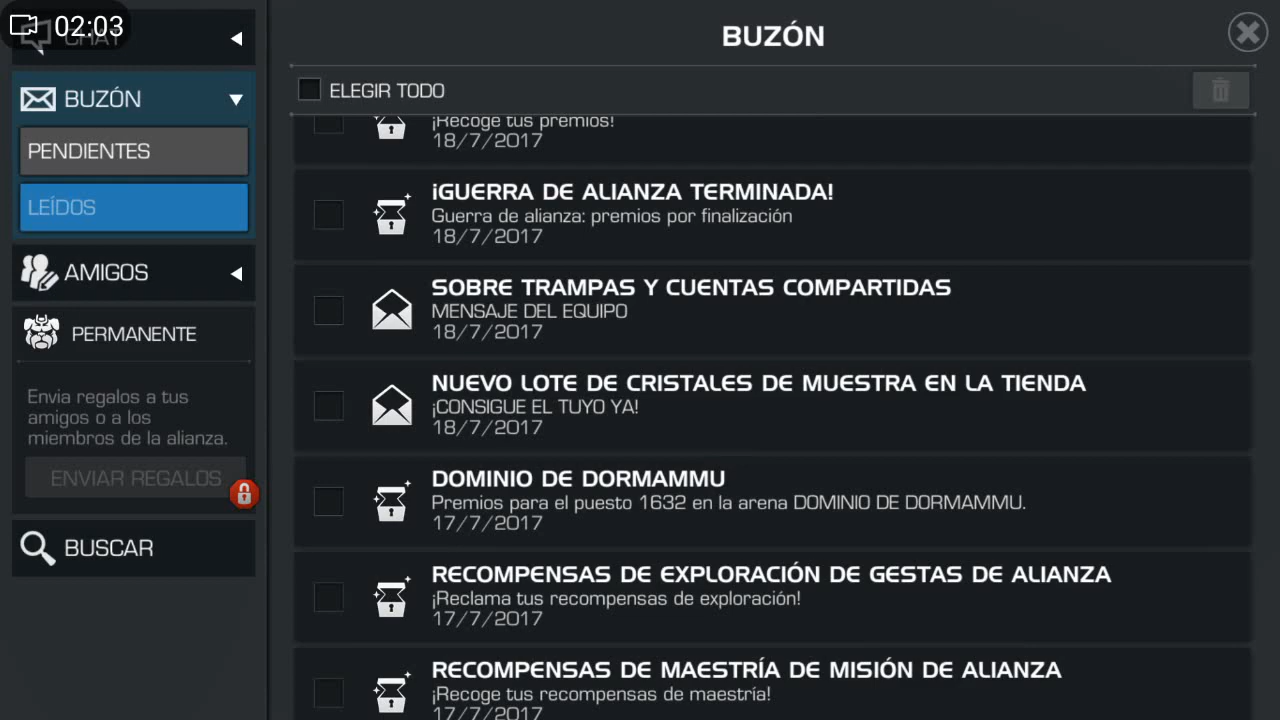 02:03
CHAT
BUZÓN
PENDIENTES
LEÍDOS
AMIGOS
PERMANENTE
Envia regalos a tus
amigos o a los
miembros de la alianza.
ENVIAR REGALOS
BUSCAR
BUZÓN
ELEGIR TODO
¡Recoge tus premios!
18/7/2017
¡GUERRA DE ALIANZA TERMINADA!
Guerra de alianza: premios por finalización
18/7/2017
SOBRE TRAMPAS Y CUENTAS COMPARTIDAS
MENSAJE DEL EQUIPO
18/7/2017
NUEVO LOTE DE CRISTALES DE MUESTRA EN LA TIENDA
¡CONSIGUE EL TUYO YA!
18/7/2017
DOMINIO DE DORMAMMU
Premios para el puesto 1632 en la arena DOMINIO DE DORMAMMU.
17/7/2017
RECOMPENSAS DE EXPLORACIÓN DE GESTAS DE ALIANZA
¡Reclama tus recompensas de exploración!
17/7/2017
RECOMPENSAS DE MAESTRÍA DE MISIÓN DE ALIANZA
¡Recoge tus recompensas de maestría!
17/7/2017